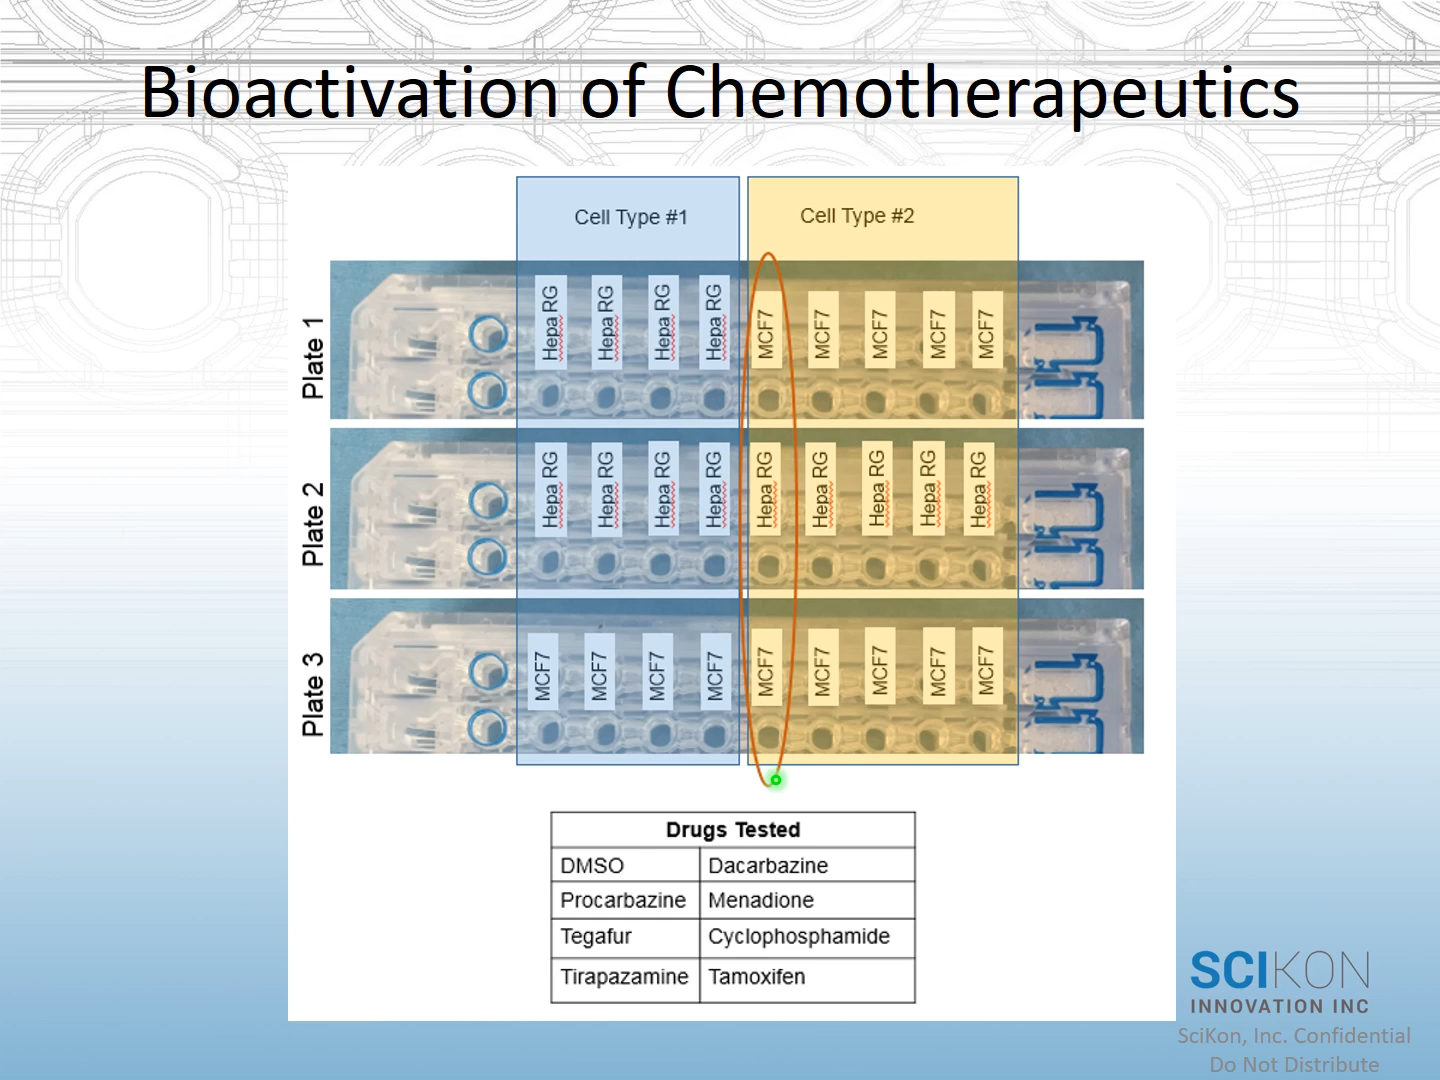 Bioactivation of Chemotherapeutics
Cell Type #1
Cell Type #2
Plate 1
Hepa RG
Hepa RG
Hepa RG
Hepa RG
MCF7
MCF7
MCF7
MCF7
MCF7
Plate 2
Hepa RG
Hepa RG
Hepa RG
Hepa RG
Hepa RG
Hepa RG
Hepa RG
Hepa RG
Hepa RG
Plate 3
MCF7
MCF7
MCF7
MCF7
MCF7
MCF7
MCF7
MCF7
MCF7
Drugs Tested
DMSO Dacarbazine
Procarbazine Menadione
Tegafur Cyclophosphamide
Tirapazamine Tamoxifen
SCIKON
INNOVATION INC
SciKon, Inc. Confidential
Do Not Distribute